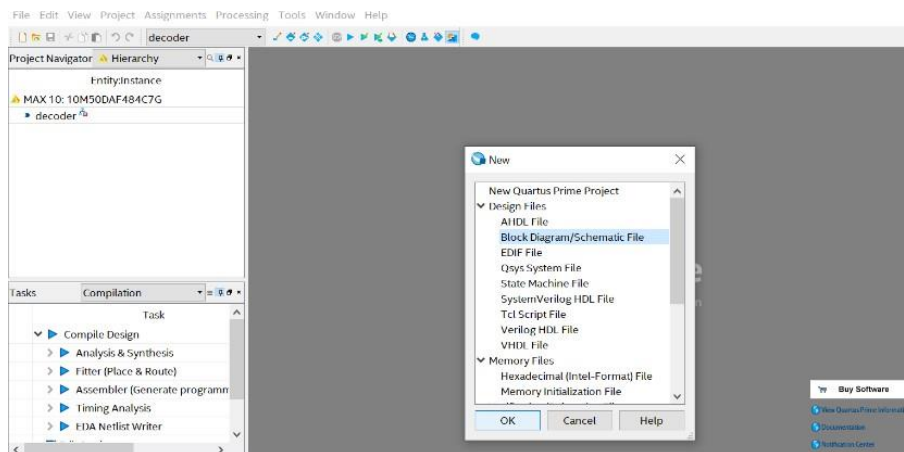 File Edit View Project Assignments Processing Tools Window Help
decoder
Project Navigator Hierarchy
Entity:Instance
MAX 10: 10M50DAF484C7G
decoder
New
New Quartus Prime Project
Design Files
AHDL File
Block Diagram/Schematic File
EDIF File
Qsys System File
State Machine File
SystemVerilog HDL File
Tcl Script File
Verilog HDL File
VHDL File
Memory Files
Hexadecimal (Intel-Format) File
Memory Initialization File
OK Cancel Help
Tasks Compilation
Task
Compile Design
Analysis & Synthesis
Fitter (Place & Route)
Assembler (Generate programm
Timing Analysis
EDA Netlist Writer
Buy Software
View Quartus Prime Informat
Documentation
Notification Center